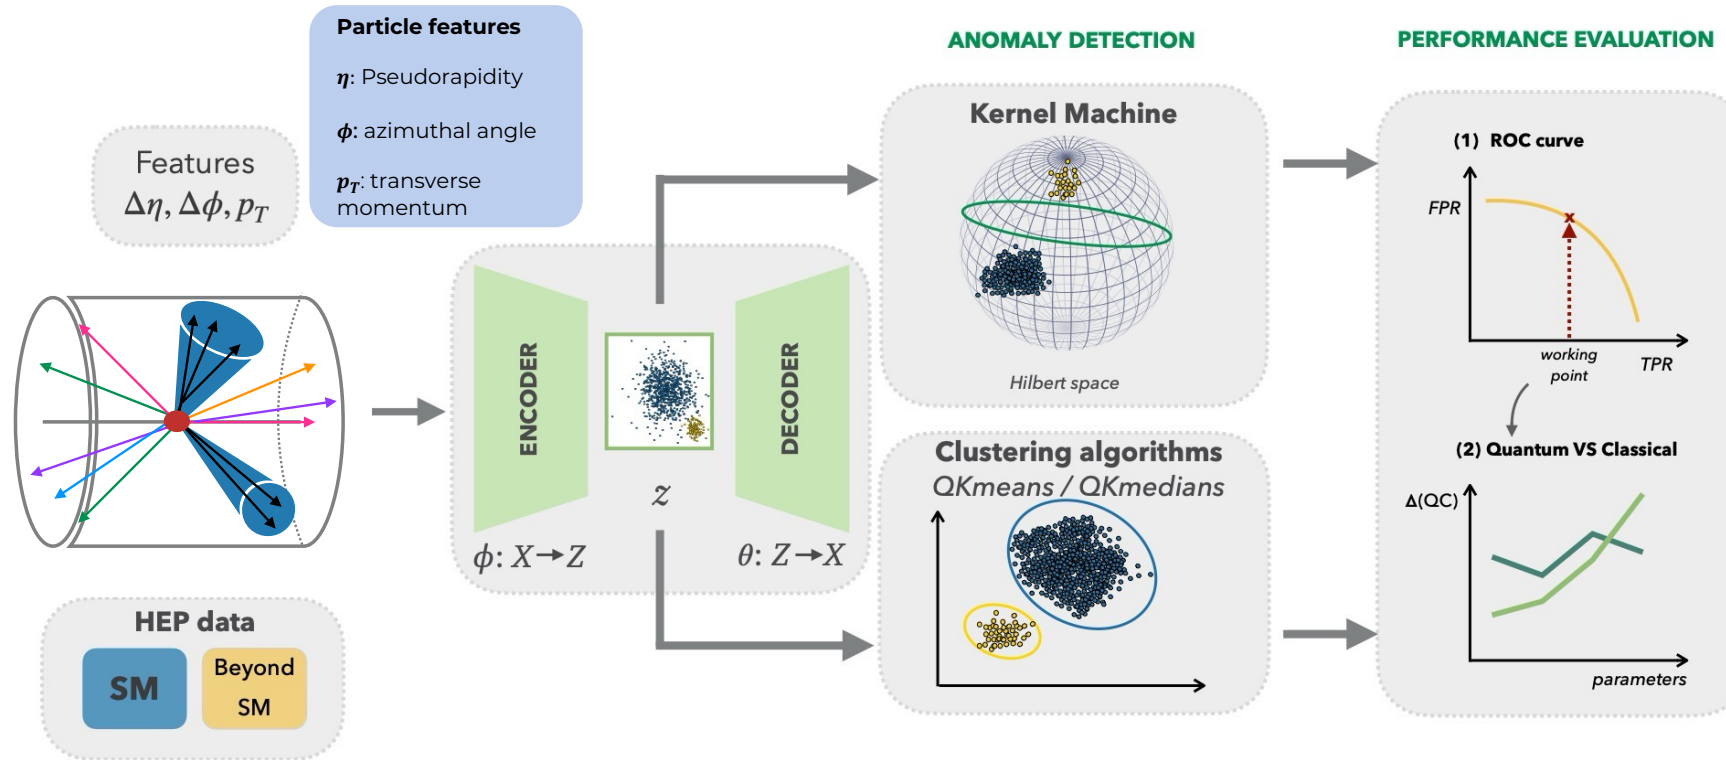 Particle features
η: Pseudorapidity
ϕ: azimuthal angle
p_T: transverse
momentum
Features
Δη, Δϕ, p_T
HEP data
SM
Beyond
SM
ENCODER
DECODER
z
ϕ: X→Z
θ: Z→X
ANOMALY DETECTION
Kernel Machine
Hilbert space
Clustering algorithms
QKmeans / QKmedians
PERFORMANCE EVALUATION
(1) ROC curve
FPR
x
working
point
TPR
(2) Quantum VS Classical
Δ(QC)
parameters